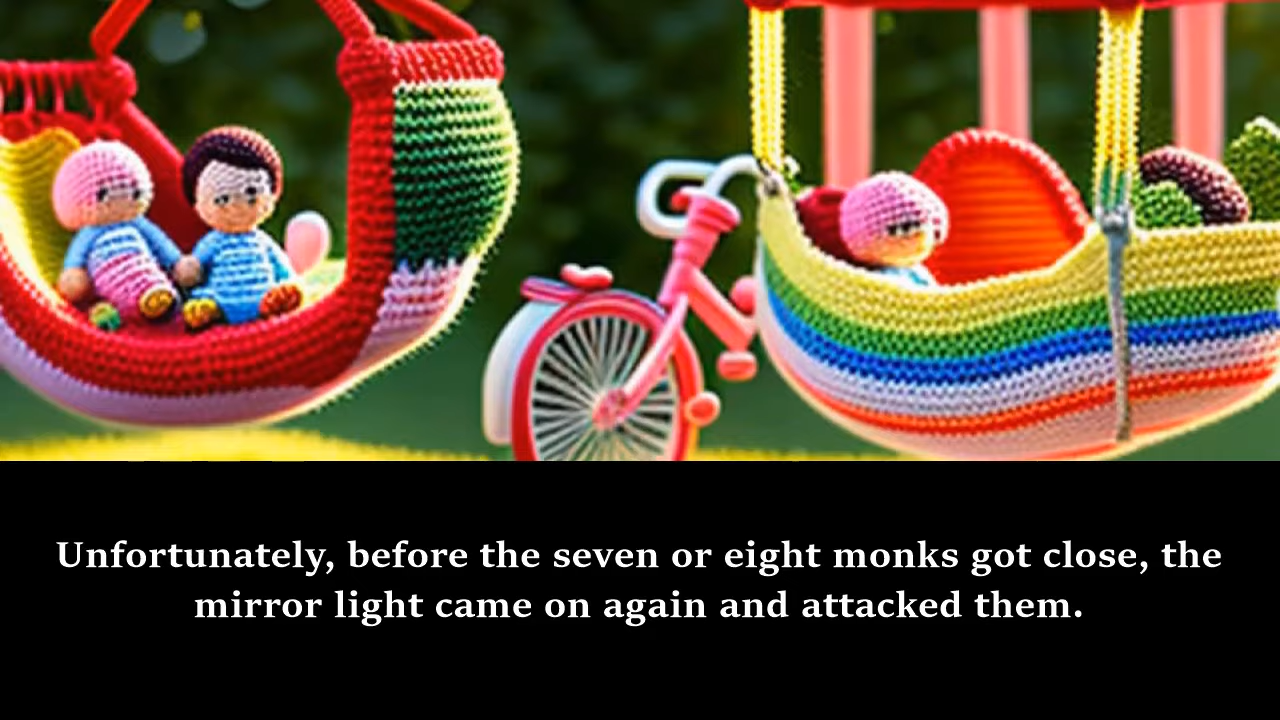 Unfortunately, before the seven or eight monks got close, the
mirror light came on again and attacked them.